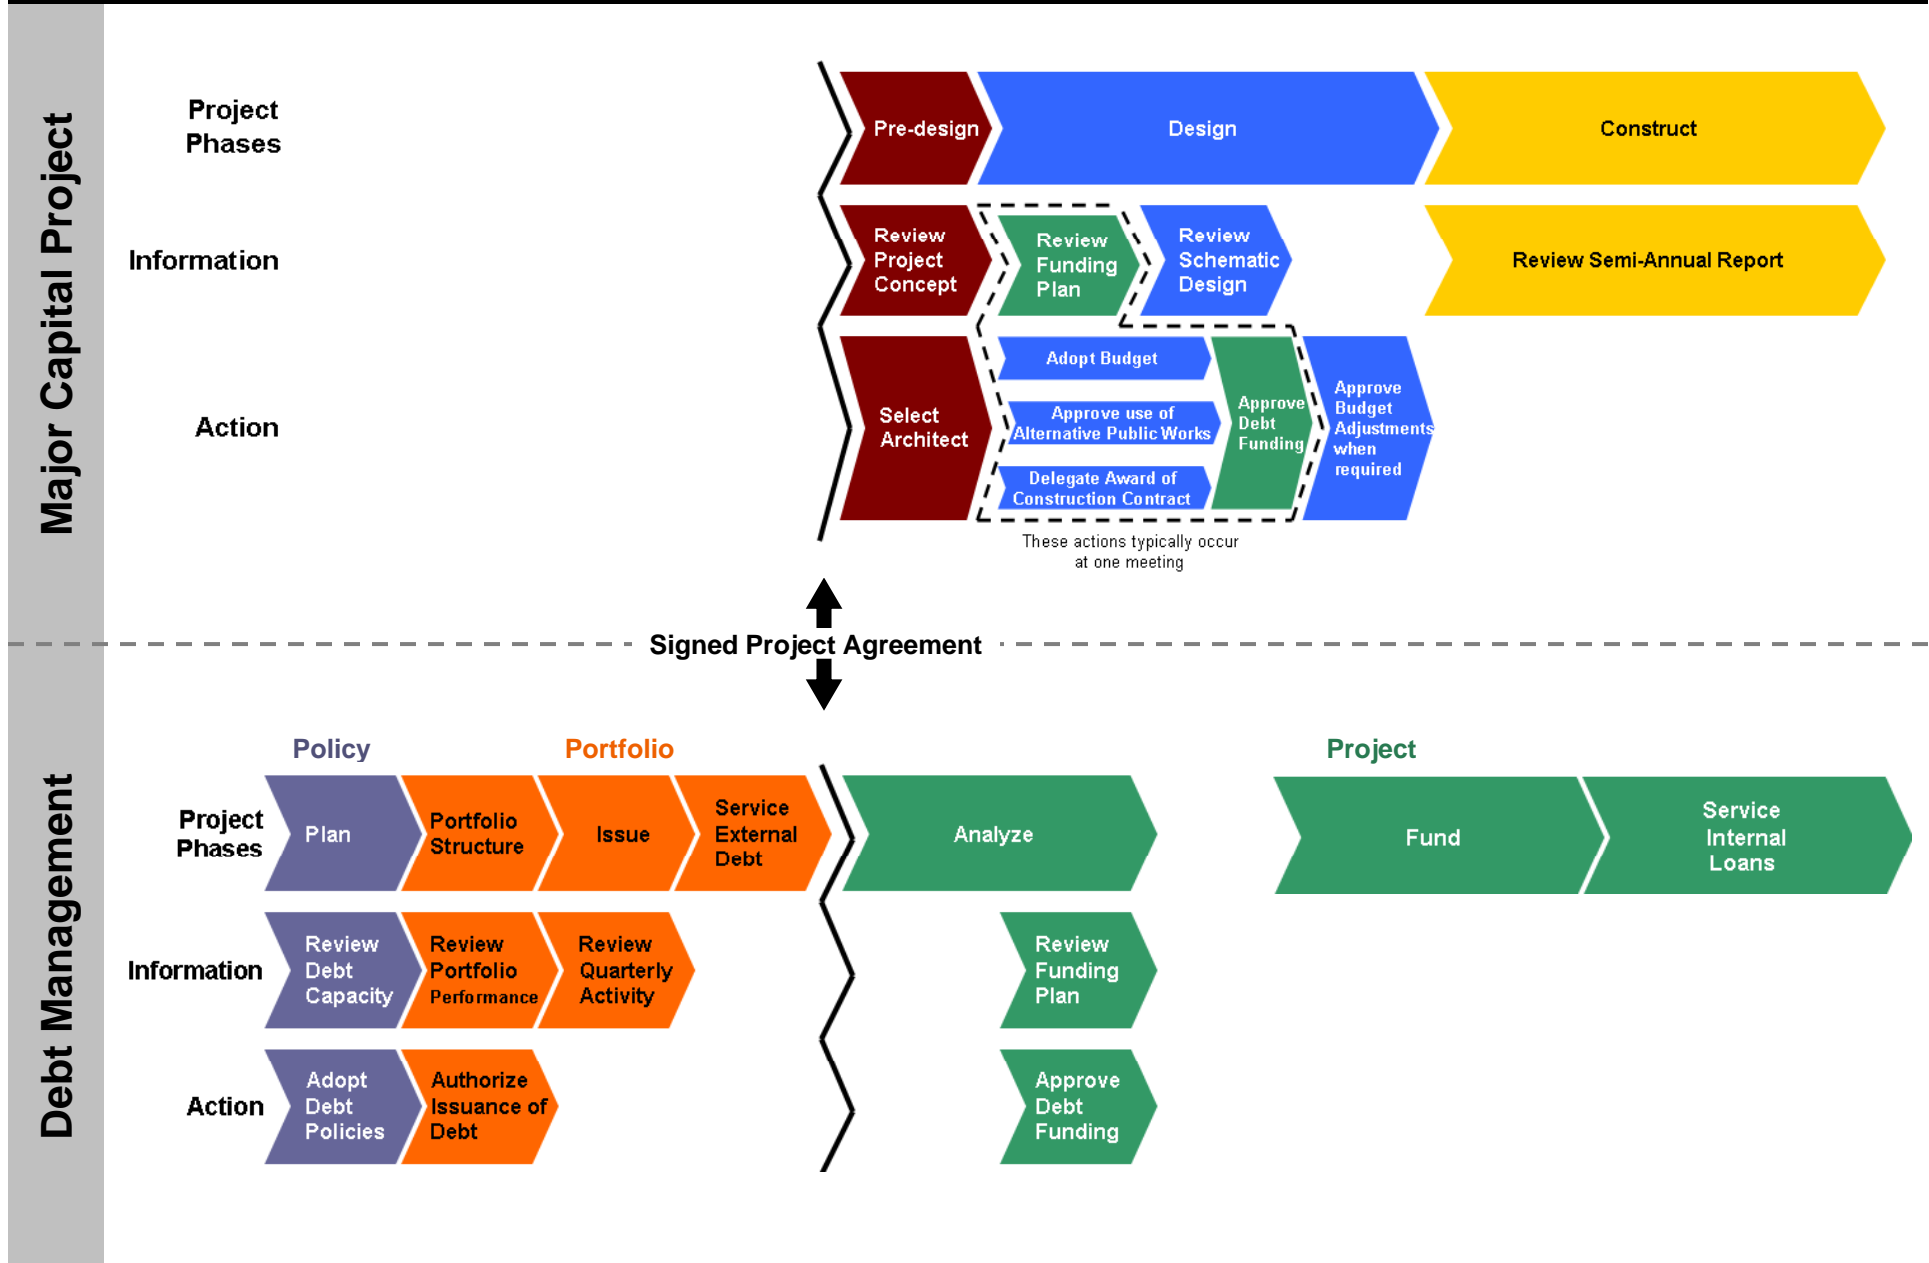 Major Capital Project
Project
Phases
Pre-design
Design
Construct
Information
Review
Project
Concept
Review
Funding
Plan
Review
Schematic
Design
Review Semi-Annual Report
Action
Select
Architect
Adopt Budget
Approve use of
Alternative Public Works
Delegate Award of
Construction Contract
Approve
Debt
Funding
Approve
Budget
Adjustments
when
required
These actions typically occur
at one meeting
Signed Project Agreement
Debt Management
Policy
Portfolio
Project
Project
Phases
Plan
Portfolio
Structure
Issue
Service
External
Debt
Analyze
Fund
Service
Internal
Loans
Information
Review
Debt
Capacity
Review
Portfolio
Performance
Review
Quarterly
Activity
Review
Funding
Plan
Action
Adopt
Debt
Policies
Authorize
Issuance of
Debt
Approve
Debt
Funding